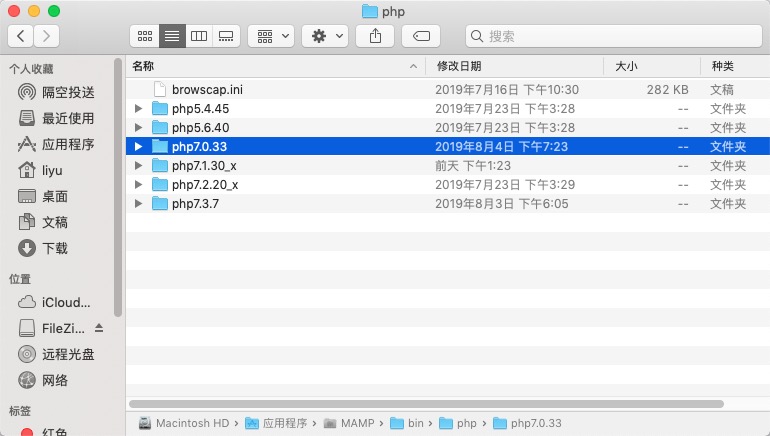 php
搜索
个人收藏
隔空投送
最近使用
应用程序
liyu
桌面
文稿
下载
位置
iCloud...
FileZi...
远程光盘
网络
标签
红色
名称 修改日期 大小 种类
browscap.ini 2019年7月16日 下午10:30 282 KB 文稿
php5.4.45 2019年7月23日 下午3:28 -- 文件夹
php5.6.40 2019年7月23日 下午3:28 -- 文件夹
php7.0.33 2019年8月4日 下午7:23 -- 文件夹
php7.1.30_x 前天 下午1:23 -- 文件夹
php7.2.20_x 2019年7月23日 下午3:29 -- 文件夹
php7.3.7 2019年8月3日 下午6:05 -- 文件夹
Macintosh HD 应用程序 MAMP bin php php7.0.33